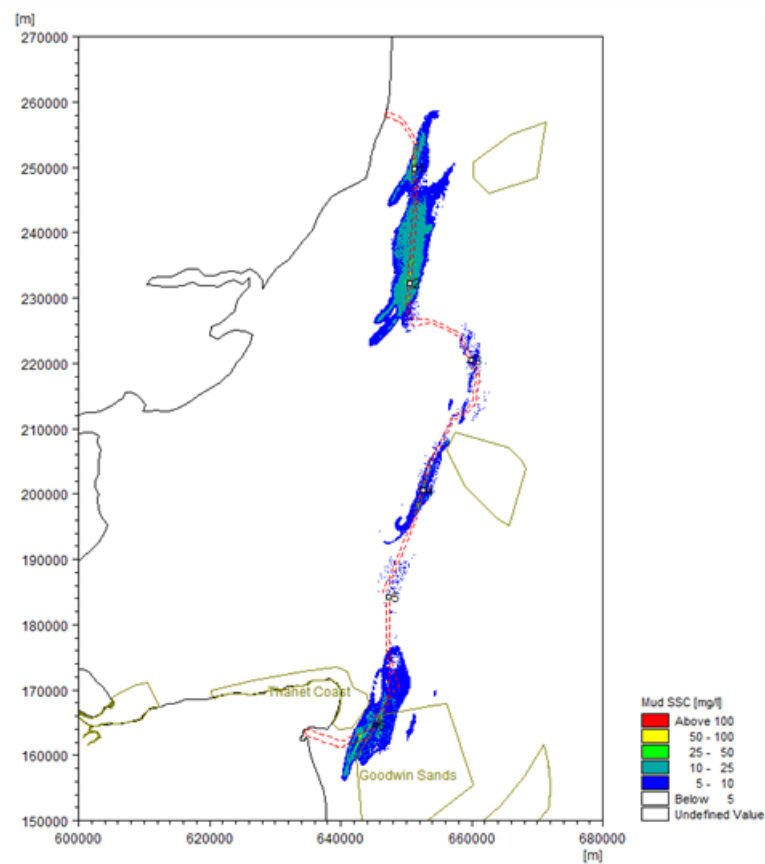 [m]
270000
260000
250000
240000
230000
220000
210000
200000
190000
180000
170000
160000
150000
Thanet Coast
Goodwin Sands
600000 620000 640000 660000 680000
[m]
Mud SSC [mg/l]
Above 100
50 - 100
25 - 50
10 - 25
5 - 10
Below 5
Undefined Value